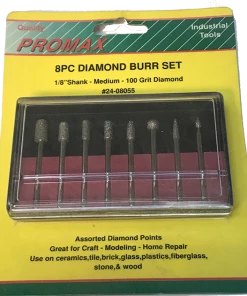 Quality
Industrial
Tools
PROMAX
8PC DIAMOND BURR SET
1/8"Shank - Medium - 100 Grit Diamond
#24-08055
Assorted Diamond Points
Great for Craft - Modeling - Home Repair
Use on ceramics,tile,brick,glass,plastics,fiberglass,
stone,& wood